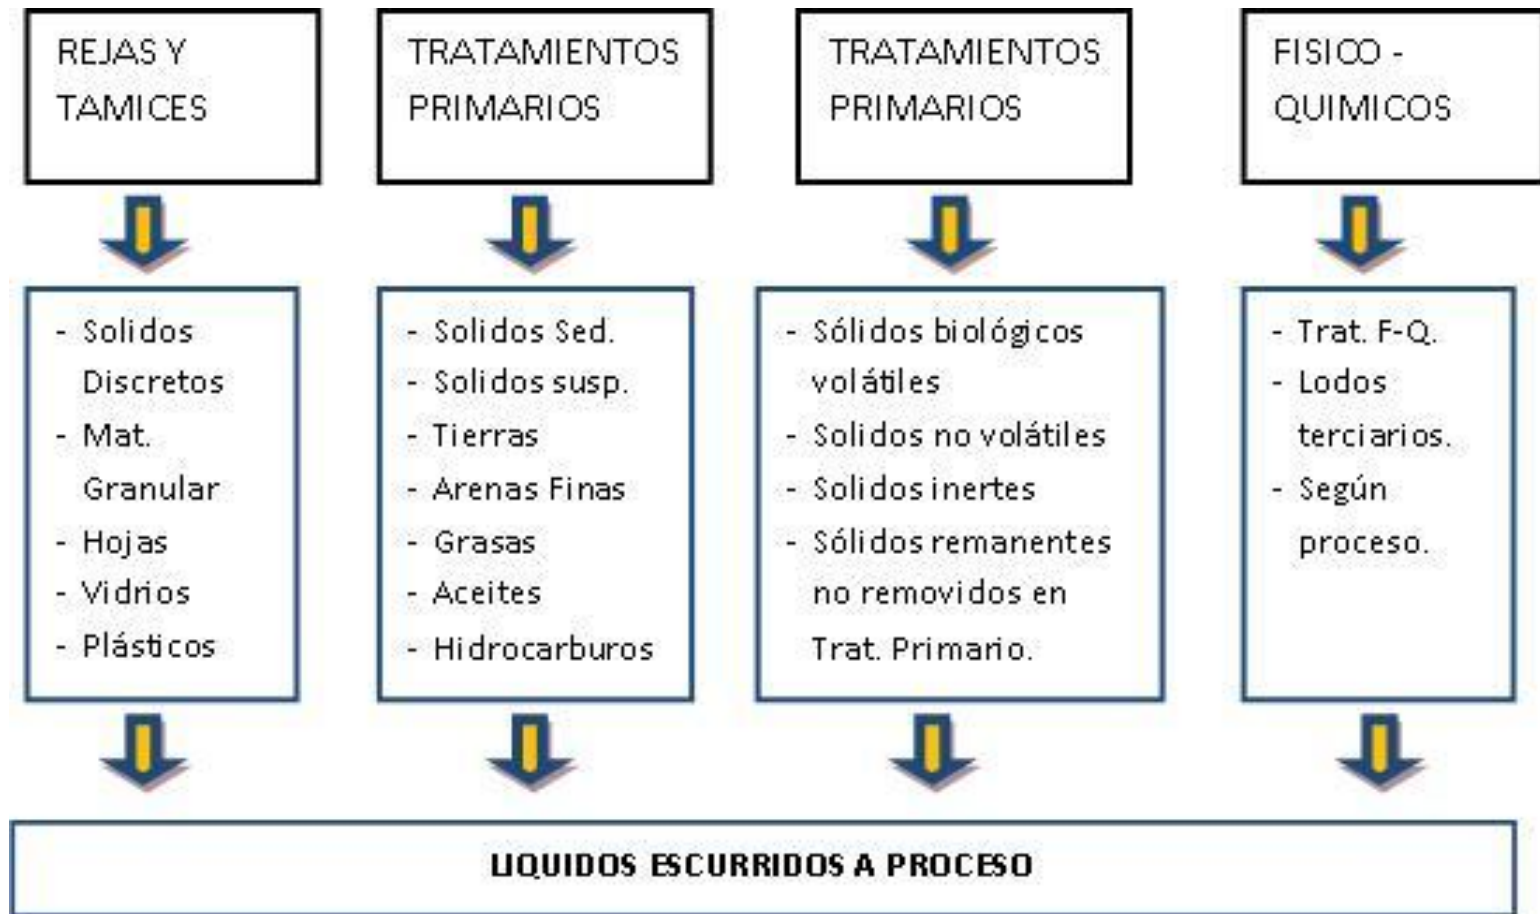 REJAS Y
TAMICES
TRATAMIENTOS
PRIMARIOS
TRATAMIENTOS
PRIMARIOS
FISICO -
QUIMICOS
- Solidos
Discretos
- Mat.
Granular
- Hojas
- Vidrios
- Plásticos
- Solidos Sed.
- Solidos susp.
- Tierras
- Arenas Finas
- Grasas
- Aceites
- Hidrocarburos
- Sólidos biológicos
volátiles
- Solidos no volátiles
- Solidos inertes
- Sólidos remanentes
no removidos en
Trat. Primario.
- Trat. F-Q.
- Lodos
terciarios.
- Según
proceso.
LIQUIDOS ESCURRIDOS A PROCESO